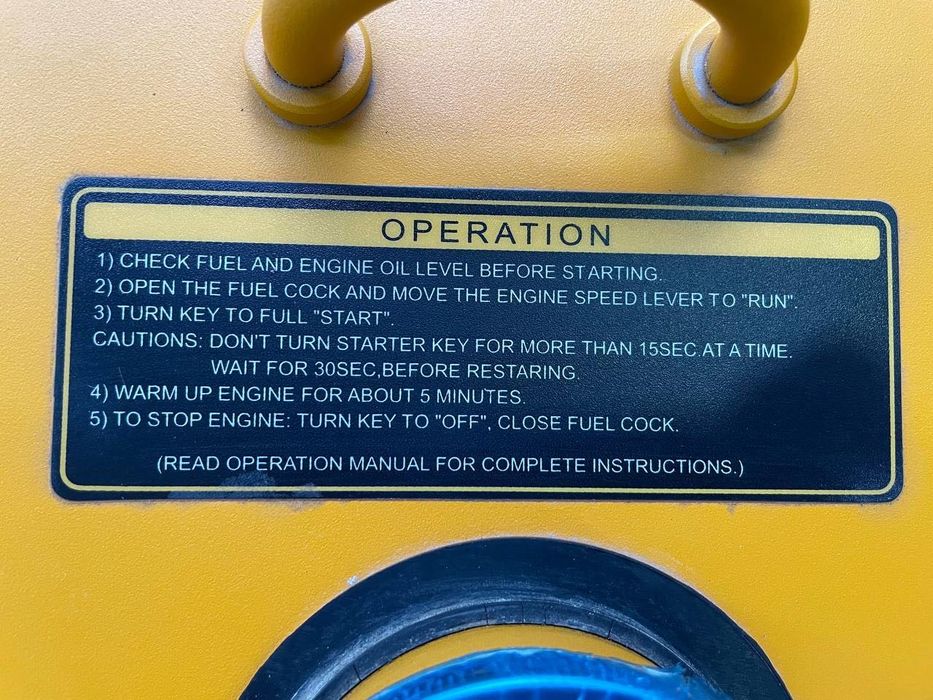 OPERATION
1) CHECK FUEL AND ENGINE OIL LEVEL BEFORE STARTING.
2) OPEN THE FUEL COCK AND MOVE THE ENGINE SPEED LEVER TO "RUN".
3) TURN KEY TO FULL "START".
CAUTIONS: DON'T TURN STARTER KEY FOR MORE THAN 15SEC.AT A TIME.
WAIT FOR 30SEC,BEFORE RESTARING.
4) WARM UP ENGINE FOR ABOUT 5 MINUTES.
5) TO STOP ENGINE: TURN KEY TO "OFF", CLOSE FUEL COCK.
(READ OPERATION MANUAL FOR COMPLETE INSTRUCTIONS.)